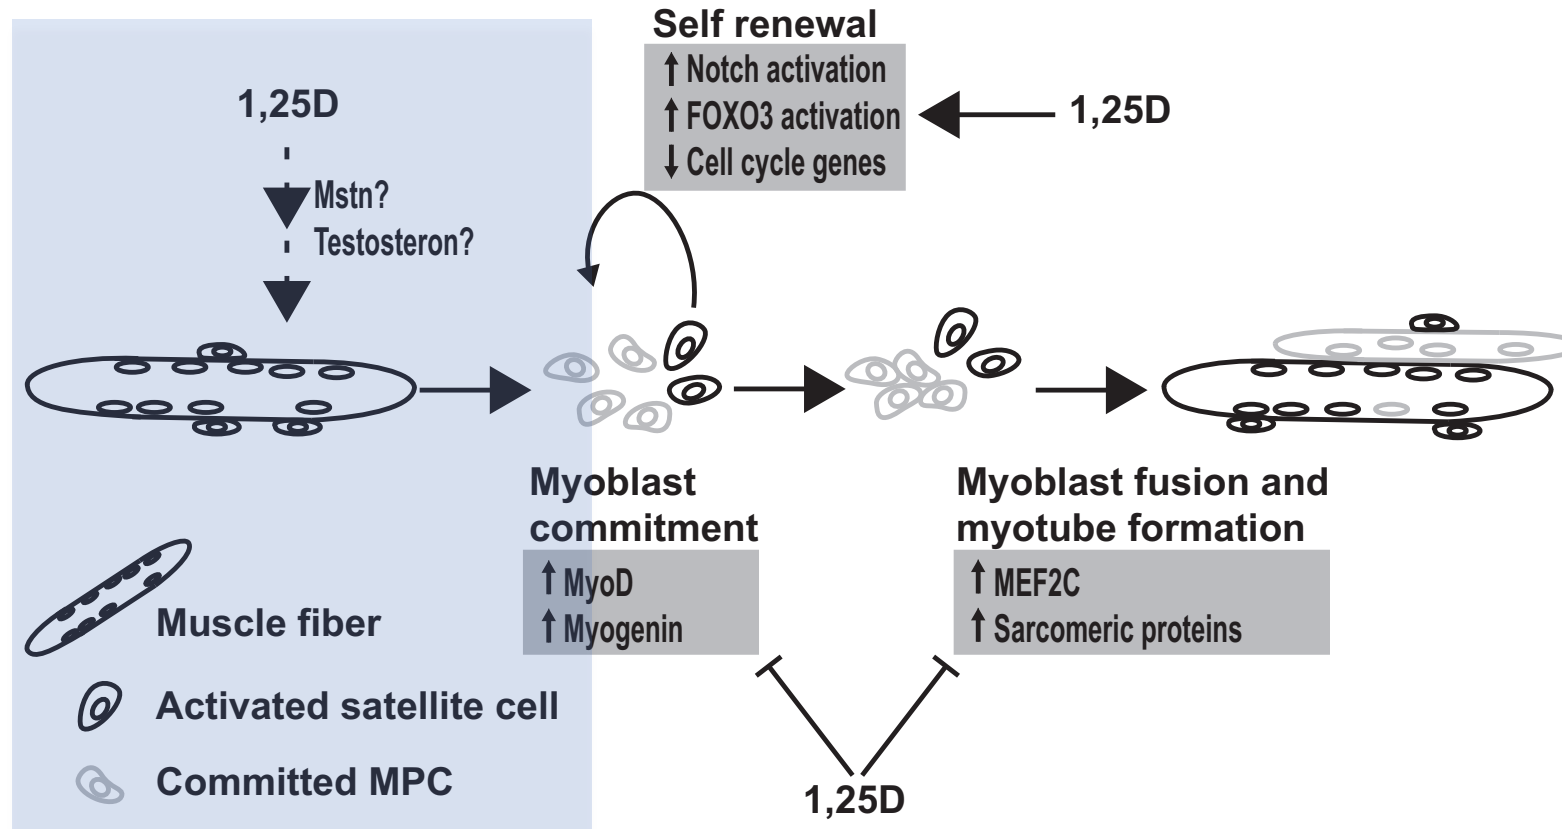 Self renewal
↑ Notch activation
↑ FOXO3 activation
↓ Cell cycle genes
1,25D
1,25D
Mstn?
Testosteron?
Myoblast
commitment
↑ MyoD
↑ Myogenin
Myoblast fusion and
myotube formation
↑ MEF2C
↑ Sarcomeric proteins
1,25D
Muscle fiber
Activated satellite cell
Committed MPC